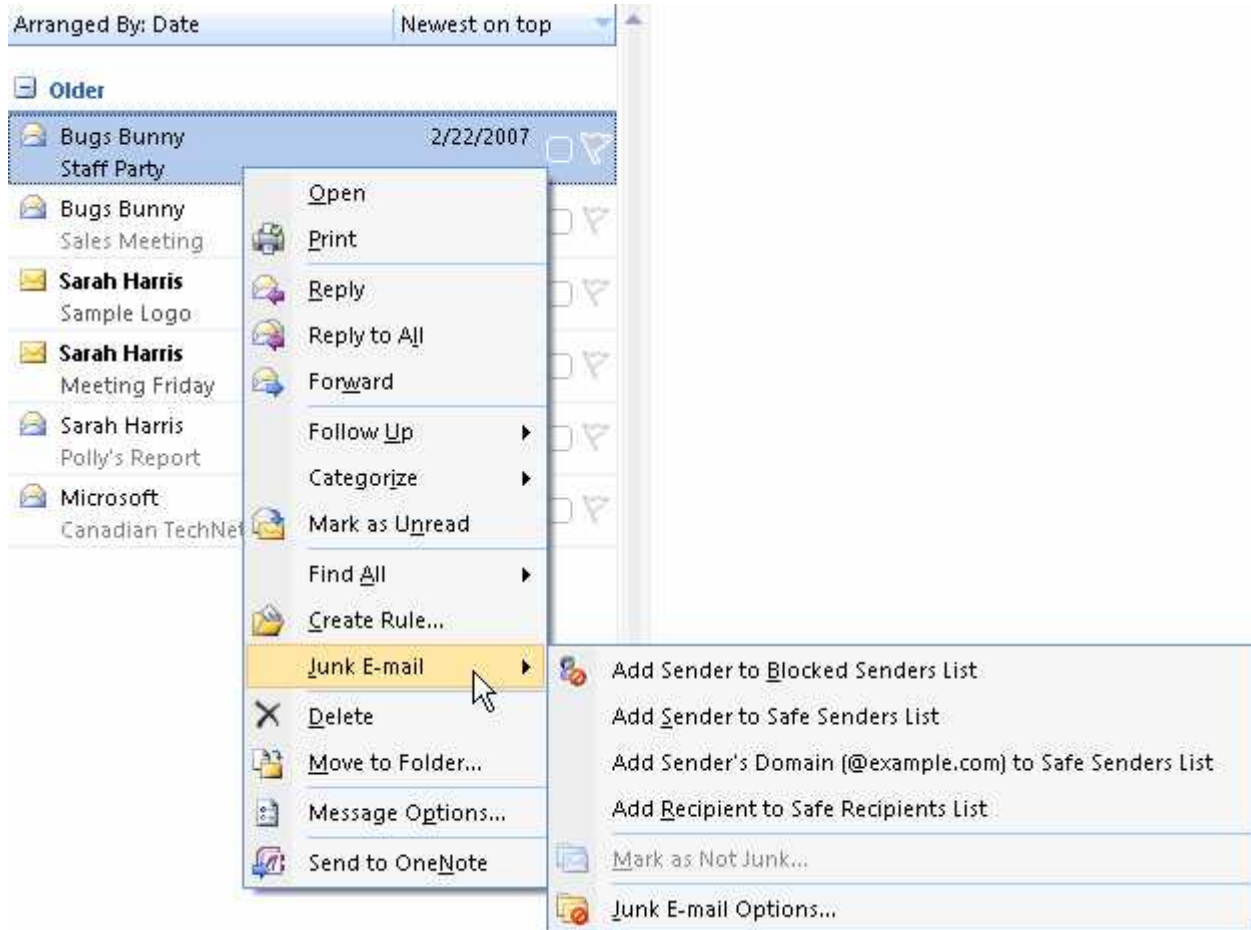 Arranged By: Date Newest on top
Older
Bugs Bunny 2/22/2007
Staff Party
Bugs Bunny
Sales Meeting
Sarah Harris
Sample Logo
Sarah Harris
Meeting Friday
Sarah Harris
Polly's Report
Microsoft
Canadian TechNet
Open
Print
Reply
Reply to All
Forward
Follow Up
Categorize
Mark as Unread
Find All
Create Rule...
Junk E-mail
Delete
Move to Folder...
Message Options...
Send to OneNote
Add Sender to Blocked Senders List
Add Sender to Safe Senders List
Add Sender's Domain (@example.com) to Safe Senders List
Add Recipient to Safe Recipients List
Mark as Not Junk...
Junk E-mail Options...